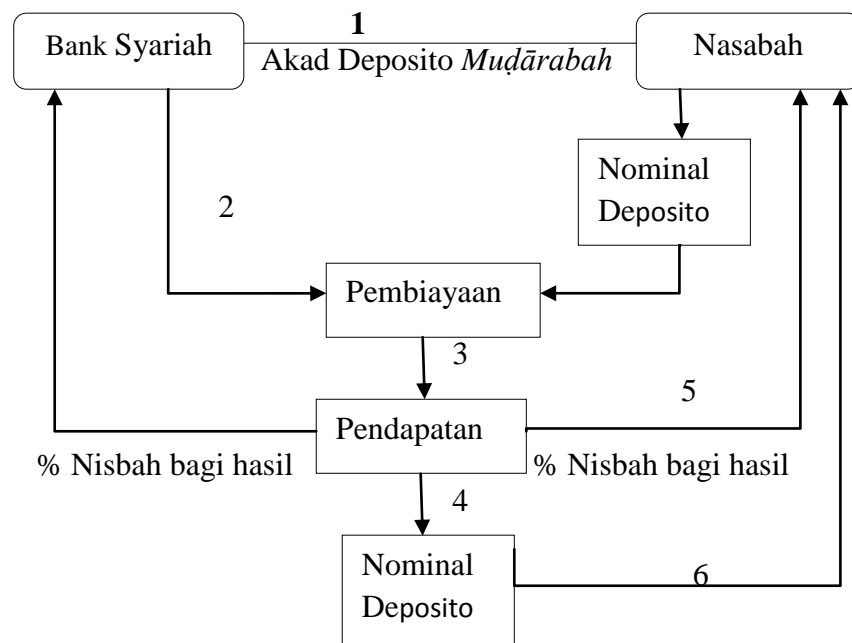 1
Bank Syariah
Akad Deposito Muḍārabah
Nasabah
Nominal
Deposito
2
Pembiayaan
3
5
Pendapatan
% Nisbah bagi hasil
% Nisbah bagi hasil
4
Nominal
Deposito
6